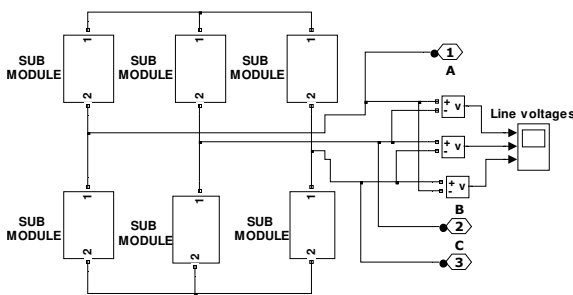 1
1
1
1
A
SUB
MODULE
SUB
MODULE
SUB
MODULE
2
2
2
+
-
v
Line voltages
+
-
v
+
-
v
1
1
1
SUB
MODULE
SUB
MODULE
SUB
MODULE
2
2
2
B
2
C
3